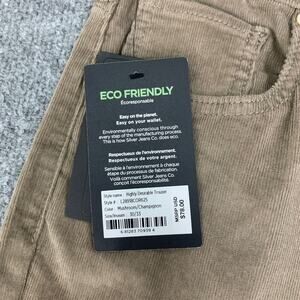 ECO FRIENDLY
Écoresponsable
Easy on the planet.
Easy on your wallet.
Environmentally conscious through
every step of the manufacturing process.
This is how Silver Jeans Co. does eco.
Respectueux de l'environnement.
Respectueux de votre argent.
Sensible à l'environnement à chaque
étape du processus de fabrication.
Voilà comment Silver Jeans Co.
conçoit l'écoresponsabilité.
Style name : Highly Desirable Trouser
Style # :
Color : Mushroom/Champignon
Size/Inseam : 30/33
MSRP USD
$78.00